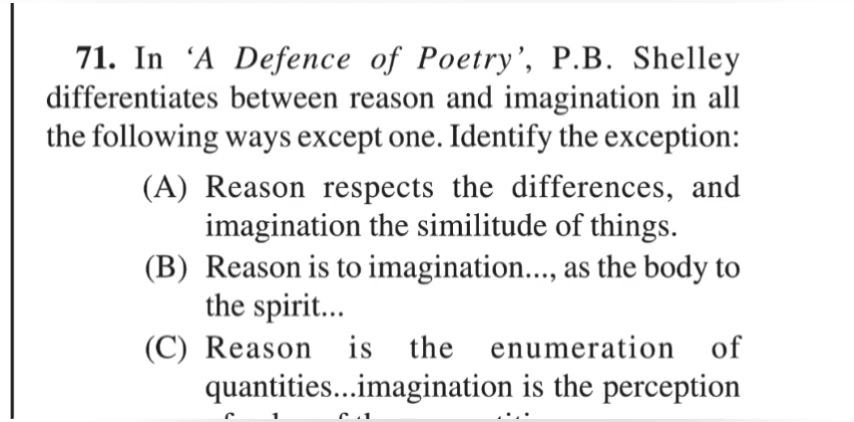 71. In ‘A Defence of Poetry’, P.B. Shelley
differentiates between reason and imagination in all
the following ways except one. Identify the exception:
(A) Reason respects the differences, and
imagination the similitude of things.
(B) Reason is to imagination..., as the body to
the spirit...
(C) Reason is the enumeration of
quantities...imagination is the perception